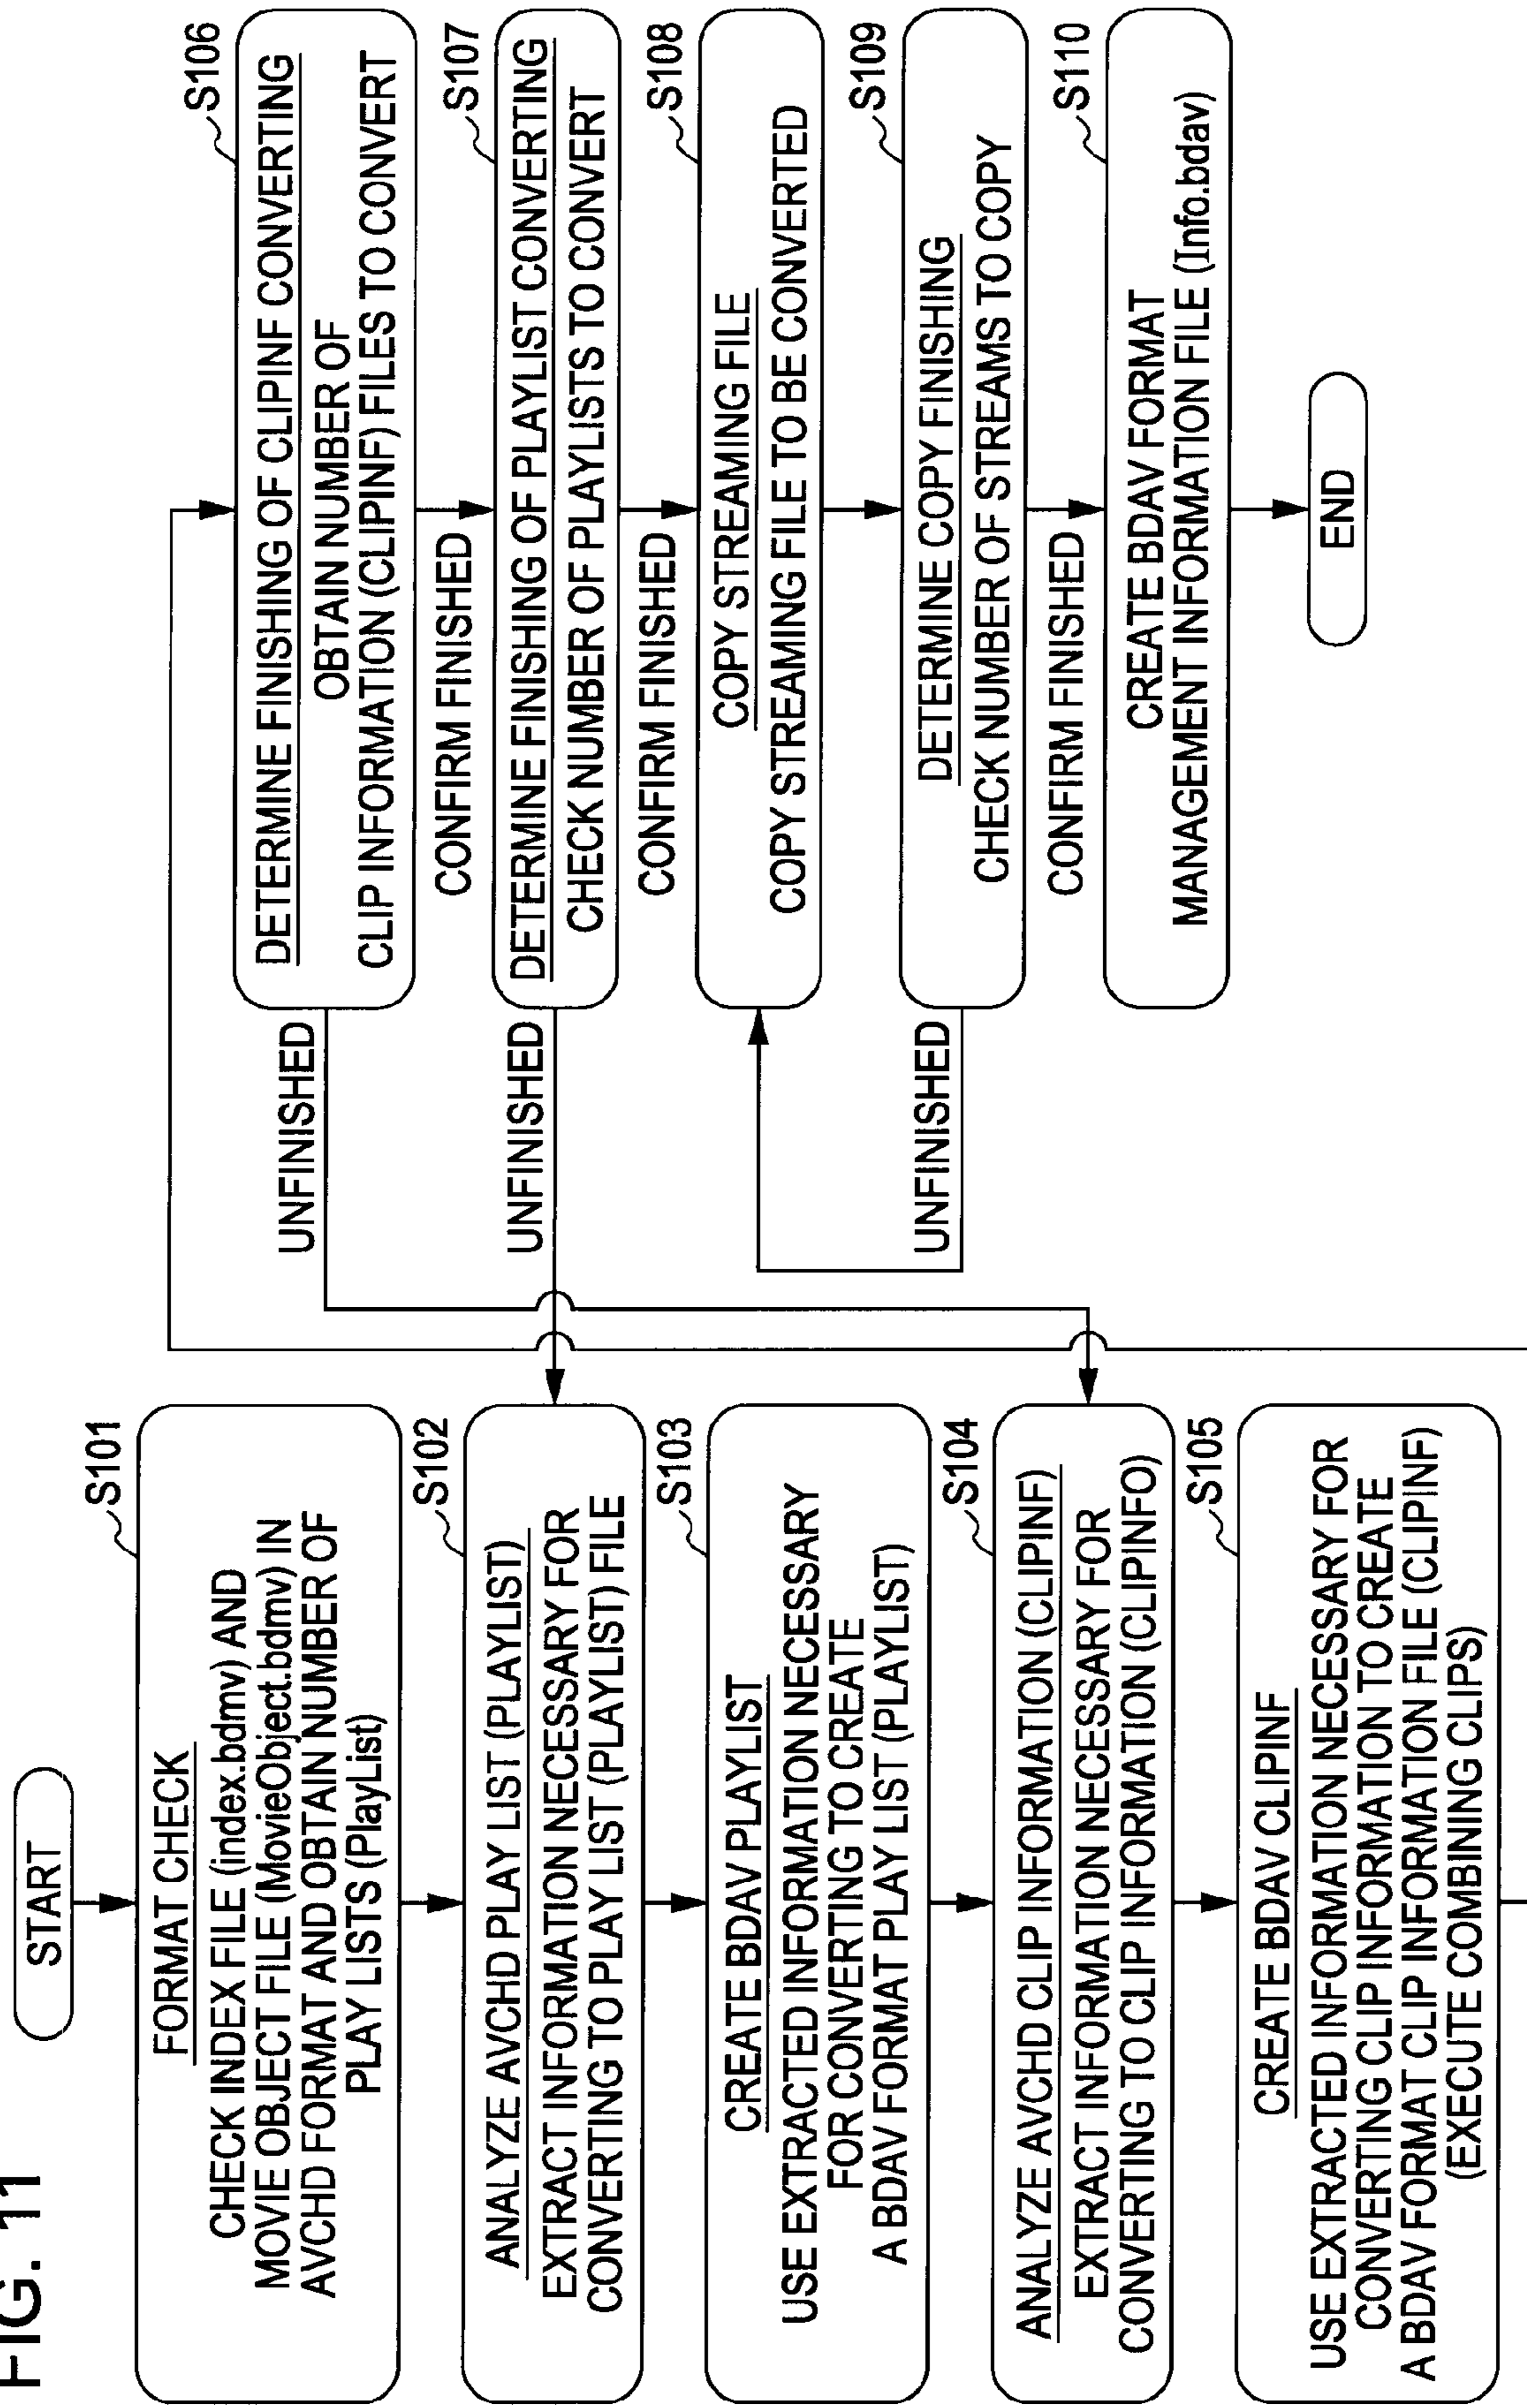 FIG. 11
START
S101
FORMAT CHECK
CHECK INDEX FILE (index.bdmv) AND
MOVIE OBJECT FILE (MovieObject.bdmv) IN
AVCHD FORMAT AND OBTAIN NUMBER OF
PLAY LISTS (PlayList)
S102
ANALYZE AVCHD PLAY LIST (PLAYLIST)
EXTRACT INFORMATION NECESSARY FOR
CONVERTING TO PLAY LIST (PLAYLIST) FILE
S103
CREATE BDAV PLAYLIST
USE EXTRACTED INFORMATION NECESSARY
FOR CONVERTING TO CREATE
A BDAV FORMAT PLAY LIST (PLAYLIST)
S104
ANALYZE AVCHD CLIP INFORMATION (CLIPINF)
EXTRACT INFORMATION NECESSARY FOR
CONVERTING TO CLIP INFORMATION (CLIPINFO)
S105
CREATE BDAV CLIPINF
USE EXTRACTED INFORMATION NECESSARY FOR
CONVERTING CLIP INFORMATION TO CREATE
A BDAV FORMAT CLIP INFORMATION FILE (CLIPINF)
(EXECUTE COMBINING CLIPS)
S106
DETERMINE FINISHING OF CLIPINF CONVERTING
OBTAIN NUMBER OF
CLIP INFORMATION (CLIPINF) FILES TO CONVERT
UNFINISHED
CONFIRM FINISHED
S107
DETERMINE FINISHING OF PLAYLIST CONVERTING
CHECK NUMBER OF PLAYLISTS TO CONVERT
UNFINISHED
CONFIRM FINISHED
S108
COPY STREAMING FILE
COPY STREAMING FILE TO BE CONVERTED
S109
DETERMINE COPY FINISHING
CHECK NUMBER OF STREAMS TO COPY
UNFINISHED
CONFIRM FINISHED
S110
CREATE BDAV FORMAT
MANAGEMENT INFORMATION FILE (Info.bdav)
END